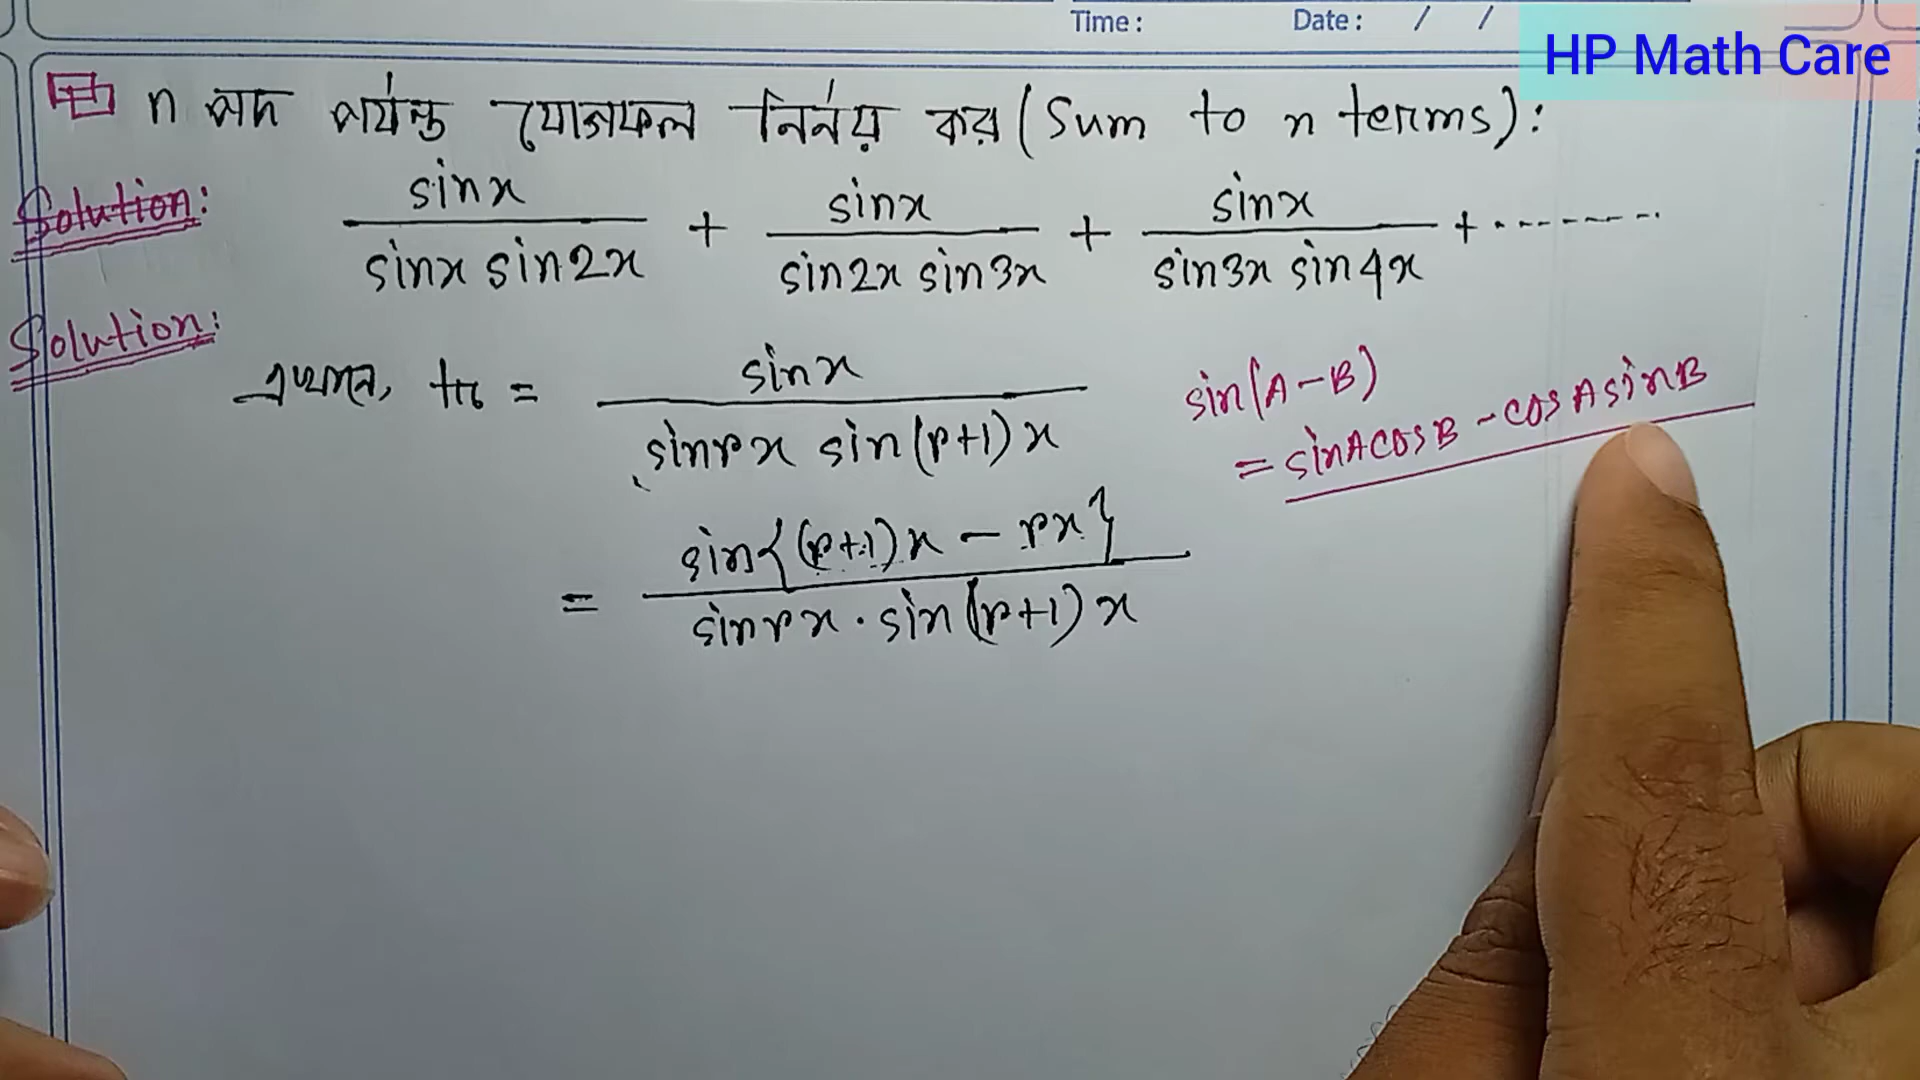 Time : Date : / /
HP Math Care
n পদ পর্যন্ত যোগফল নির্নয় কর (Sum to n terms):
Solution:
sinx/(sinx sin2x) + sinx/(sin2x sin3x) + sinx/(sin3x sin4x) + ........
Solution:
এখানে, tr = sinx/(sinrx sin(r+1)x)
sin(A-B)
= sinAcosB - cosAsinB
= sin{(r+1)x - rx}/(sinrx . sin(r+1)x)